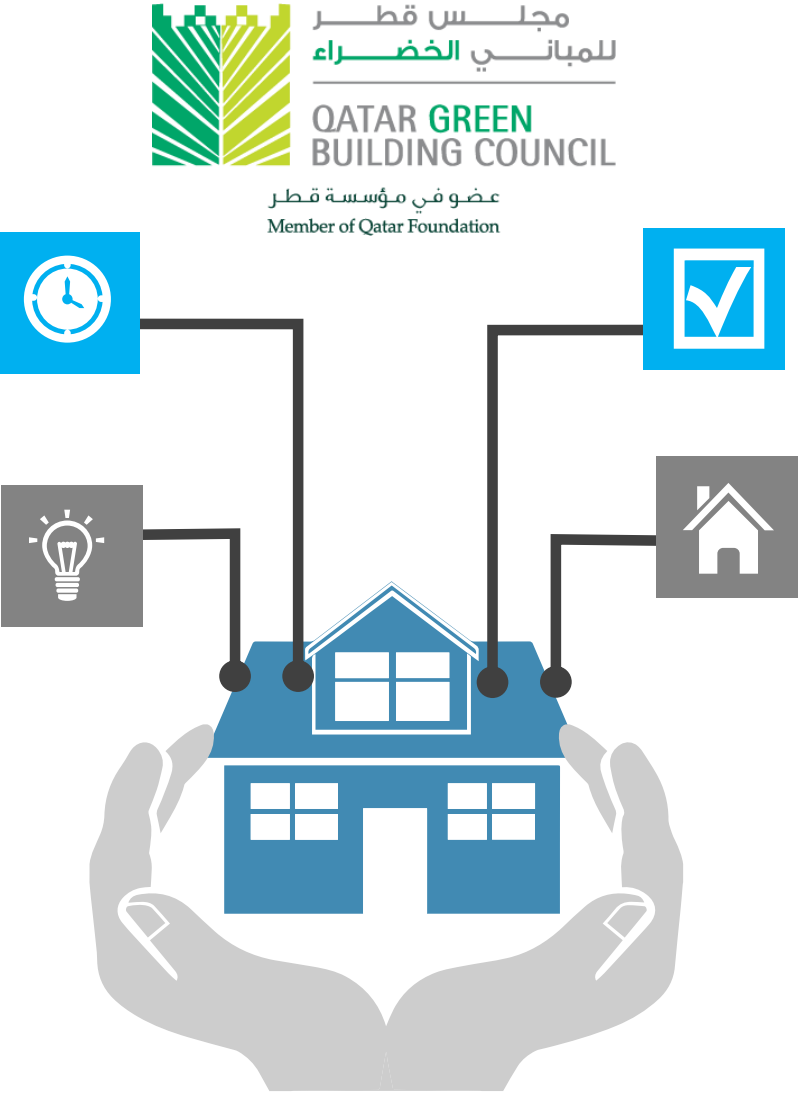 مجلس قطر
للمباني الخضراء
QATAR GREEN
BUILDING COUNCIL
عضو في مؤسسة قطر
Member of Qatar Foundation